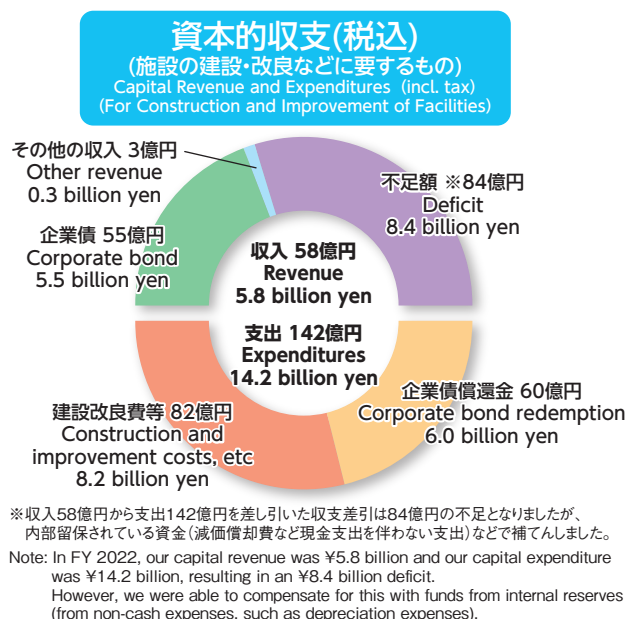 資本的収支(税込)
(施設の建設・改良などに要するもの)
Capital Revenue and Expenditures (incl. tax)
(For Construction and Improvement of Facilities)
その他の収入 3億円
Other revenue
0.3 billion yen
不足額 ※84億円
Deficit
8.4 billion yen
企業債 55億円
Corporate bond
5.5 billion yen
収入 58億円
Revenue
5.8 billion yen
支出 142億円
Expenditures
14.2 billion yen
建設改良費等 82億円
Construction and
improvement costs, etc
8.2 billion yen
企業債償還金 60億円
Corporate bond redemption
6.0 billion yen
※収入58億円から支出142億円を差し引いた収支差引は84億円の不足となりましたが、
内部留保されている資金(減価償却費など現金支出を伴わない支出)などで補てんしました。
Note: In FY 2022, our capital revenue was ¥5.8 billion and our capital expenditure
was ¥14.2 billion, resulting in an ¥8.4 billion deficit.
However, we were able to compensate for this with funds from internal reserves
(from non-cash expenses, such as depreciation expenses).